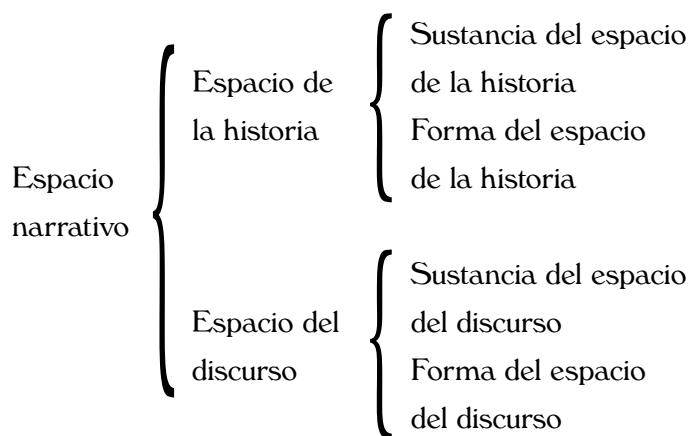 Espacio
narrativo
Espacio de
la historia
Sustancia del espacio
de la historia
Forma del espacio
de la historia
Espacio del
discurso
Sustancia del espacio
del discurso
Forma del espacio
del discurso